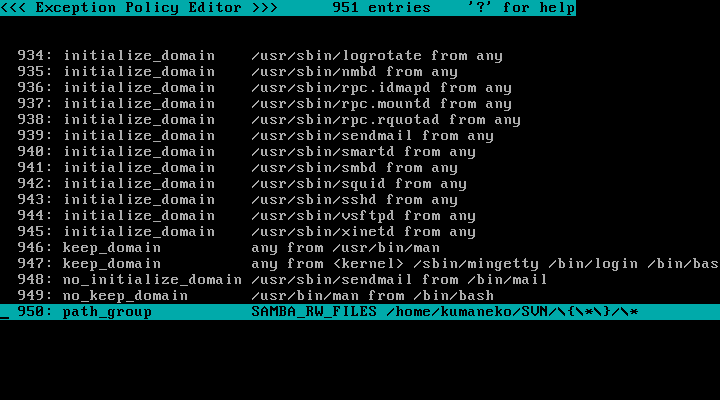 <<< Exception Policy Editor >>>      951 entries    '?' for help
934: initialize_domain    /usr/sbin/logrotate from any
935: initialize_domain    /usr/sbin/nmbd from any
936: initialize_domain    /usr/sbin/rpc.idmapd from any
937: initialize_domain    /usr/sbin/rpc.mountd from any
938: initialize_domain    /usr/sbin/rpc.rquotad from any
939: initialize_domain    /usr/sbin/sendmail from any
940: initialize_domain    /usr/sbin/smartd from any
941: initialize_domain    /usr/sbin/smbd from any
942: initialize_domain    /usr/sbin/squid from any
943: initialize_domain    /usr/sbin/sshd from any
944: initialize_domain    /usr/sbin/vsftpd from any
945: initialize_domain    /usr/sbin/xinetd from any
946: keep_domain          any from /usr/bin/man
947: keep_domain          any from <kernel> /sbin/mingetty /bin/login /bin/bas
948: no_initialize_domain /usr/sbin/sendmail from /bin/mail
949: no_keep_domain       /usr/bin/man from /bin/bash
_ 950: path_group           SAMBA_RW_FILES /home/kumaneko/SVN/\{\*\}/\*